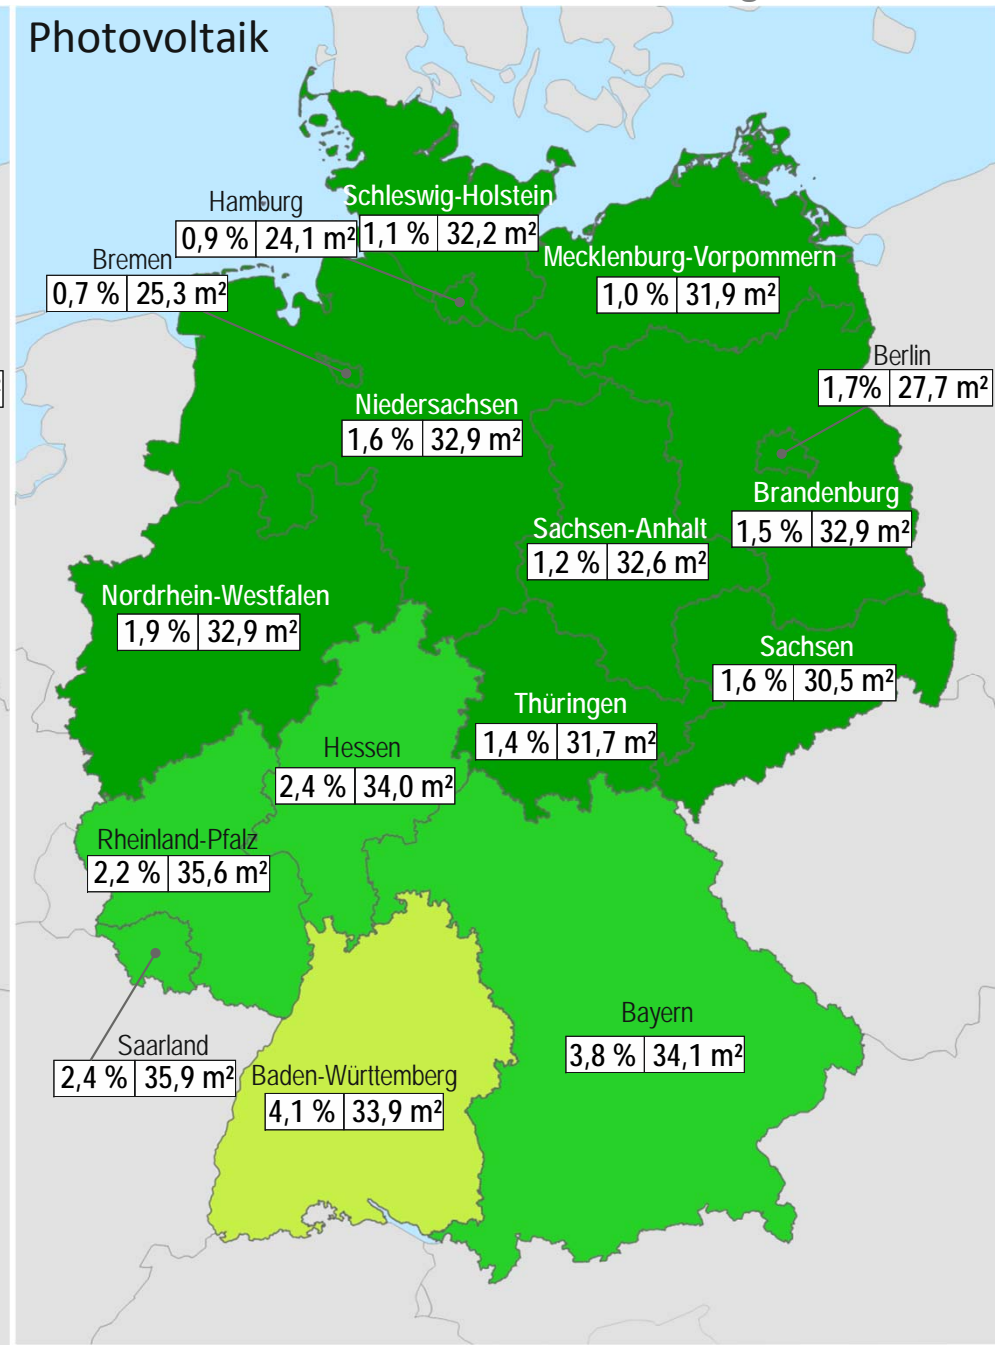 Photovoltaik
Hamburg
0,9 % 24,1 m²
Schleswig-Holstein
1,1 % 32,2 m²
Bremen
0,7 % 25,3 m²
Mecklenburg-Vorpommern
1,0 % 31,9 m²
Berlin
1,7% 27,7 m²
Niedersachsen
1,6 % 32,9 m²
Brandenburg
1,5 % 32,9 m²
Sachsen-Anhalt
1,2 % 32,6 m²
Nordrhein-Westfalen
1,9 % 32,9 m²
Sachsen
1,6 % 30,5 m²
Thüringen
1,4 % 31,7 m²
Hessen
2,4 % 34,0 m²
Rheinland-Pfalz
2,2 % 35,6 m²
Bayern
3,8 % 34,1 m²
Saarland
2,4 % 35,9 m²
Baden-Württemberg
4,1 % 33,9 m²